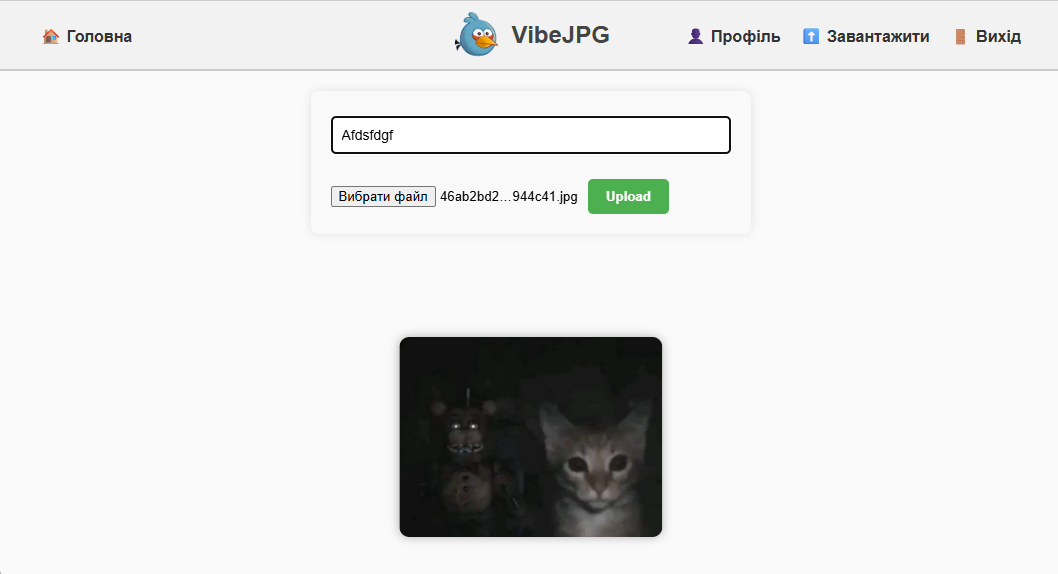 Головна
VibeJPG
Профіль
Завантажити
Вихід
Afdsfdgf
Вибрати файл 46ab2bd2...944c41.jpg Upload